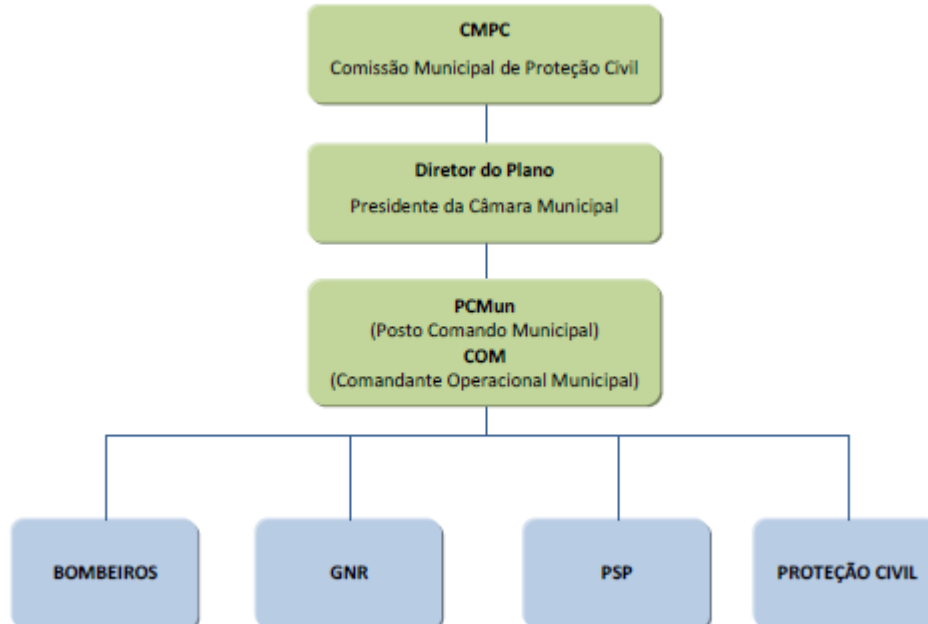 CMPC
Comissão Municipal de Proteção Civil
Diretor do Plano
Presidente da Câmara Municipal
PCMun
(Posto Comando Municipal)
COM
(Comandante Operacional Municipal)
BOMBEIROS
GNR
PSP
PROTEÇÃO CIVIL